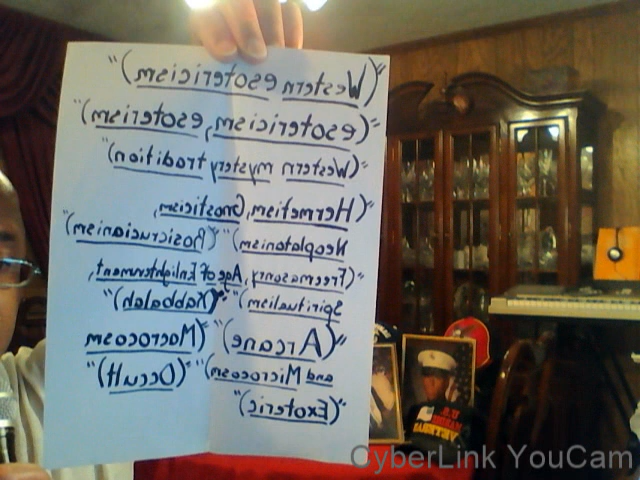 "(Western esotericism)"
"(esotericism, esoterism)"
"(Western mystery tradition)"
"(Hermetism, Gnosticism,
Neoplatonism)" "(Rosicruciainism)"
"(Freemasonry, Age of Enlightenment,
Spiritualism)" "(Kabbalah)"
"(Arcane)" "(Macrocosm
and Microcosm)" "(Occult)"
"(Exoteric)"
CyberLink YouCam